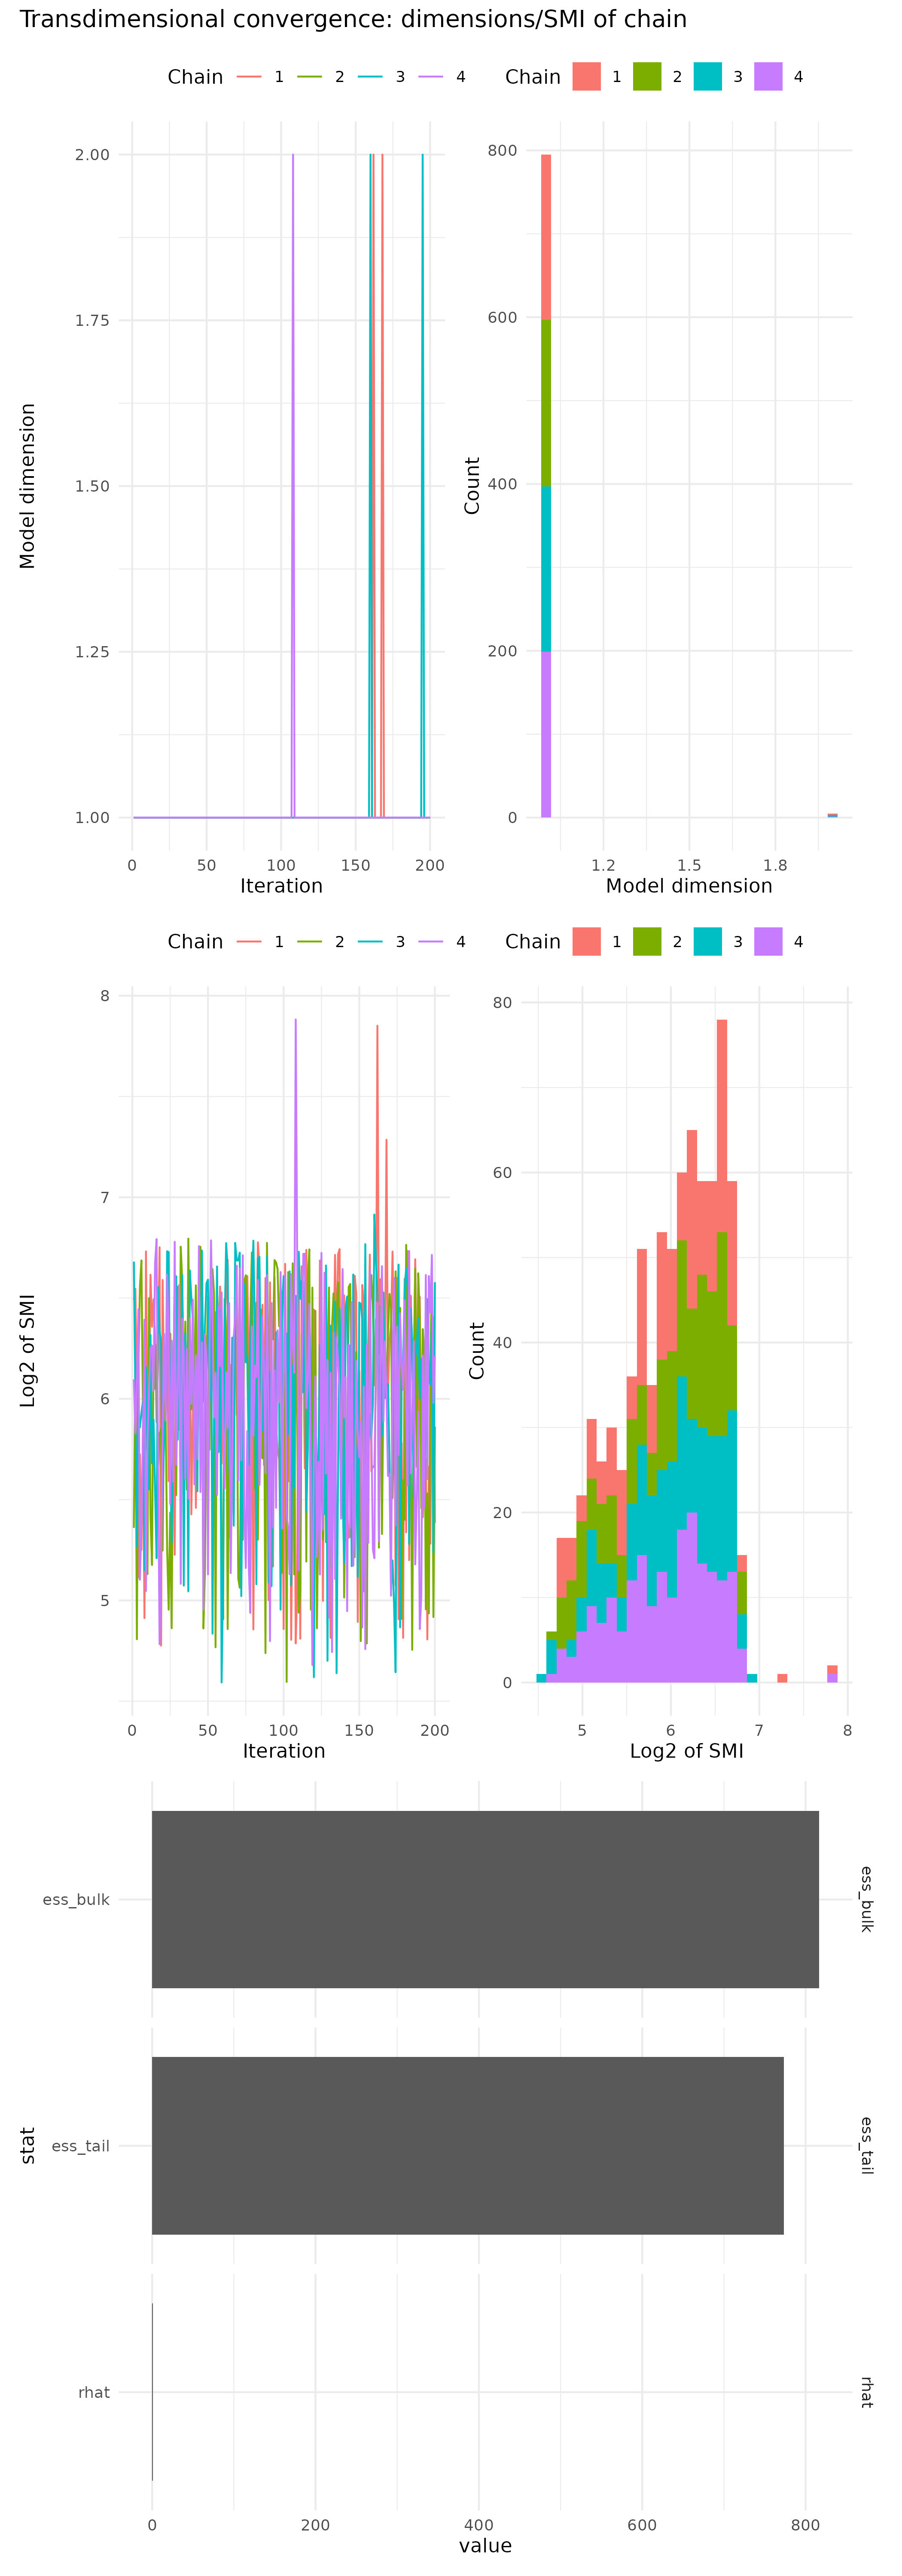 Transdimensional convergence: dimensions/SMI of chain
Chain 1 2 3 4
Chain 1 2 3 4
2.00
1.75
1.50
1.25
1.00
Model dimension
0 50 100 150 200
Iteration
800
600
400
200
0
Count
1.2 1.5 1.8
Model dimension
Chain 1 2 3 4
Chain 1 2 3 4
8
7
6
5
Log2 of SMI
0 50 100 150 200
Iteration
80
60
40
20
0
Count
5 6 7 8
Log2 of SMI
ess_bulk
ess_bulk
stat
ess_tail
ess_tail
rhat
rhat
0 200 400 600 800
value